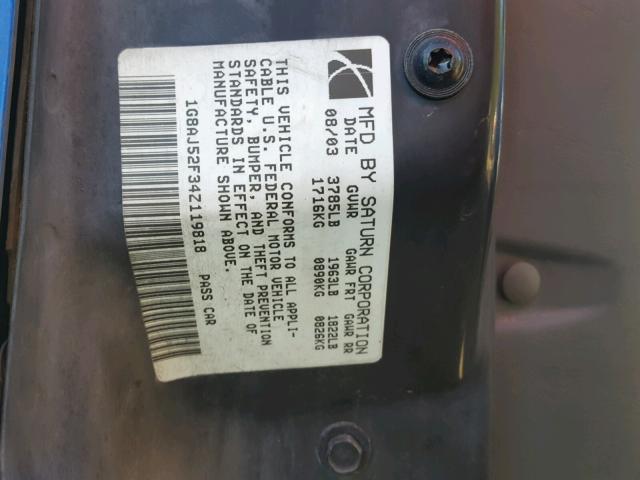 MFD BY SATURN CORPORATION
DATE GVWR GAWR FRT GAWR RR
08/03 3785LB 1963LB 1822LB
1716KG 0890KG 0826KG
THIS VEHICLE CONFORMS TO ALL APPLI-
CABLE U.S. FEDERAL MOTOR VEHICLE
SAFETY, BUMPER, AND THEFT PREVENTION
STANDARDS IN EFFECT ON THE DATE OF
MANUFACTURE SHOWN ABOVE.
1G8AJ52F34Z119818 PASS CAR